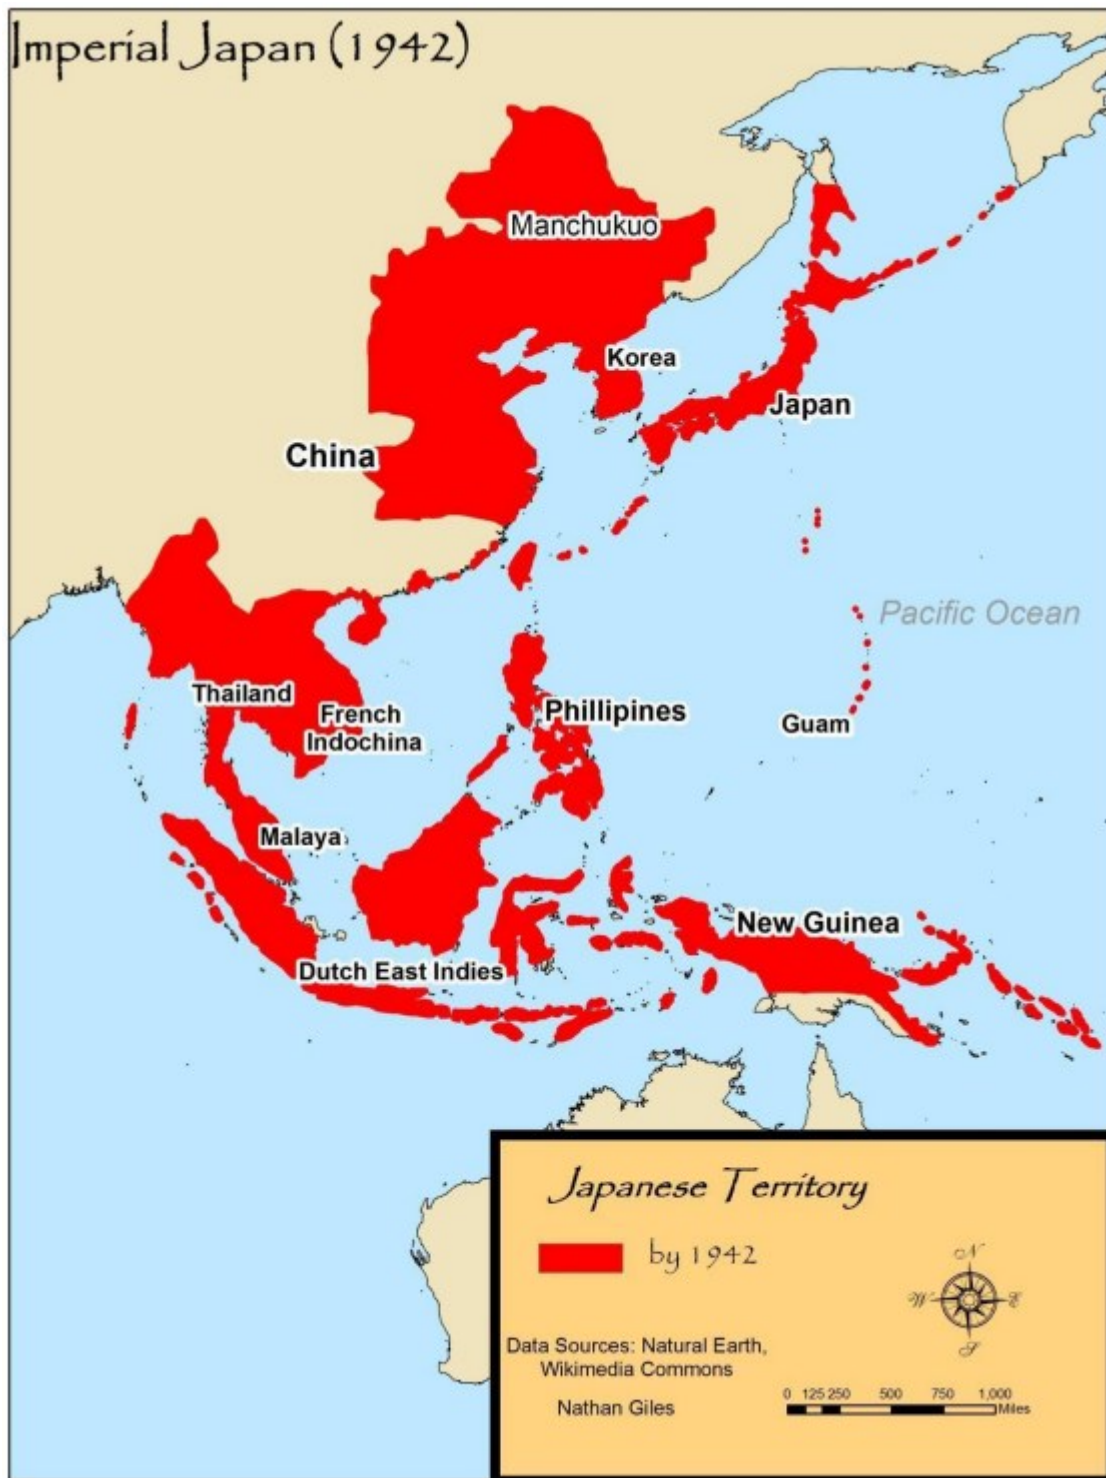 Imperial Japan (1942)
Manchukuo
Korea
Japan
China
Pacific Ocean
Thailand
French
Indochina
Phillipines
Guam
Malaya
New Guinea
Dutch East Indies
Japanese Territory
by 1942
N
W
E
S
Data Sources: Natural Earth,
Wikimedia Commons
Nathan Giles
0 125 250 500 750 1,000
Miles